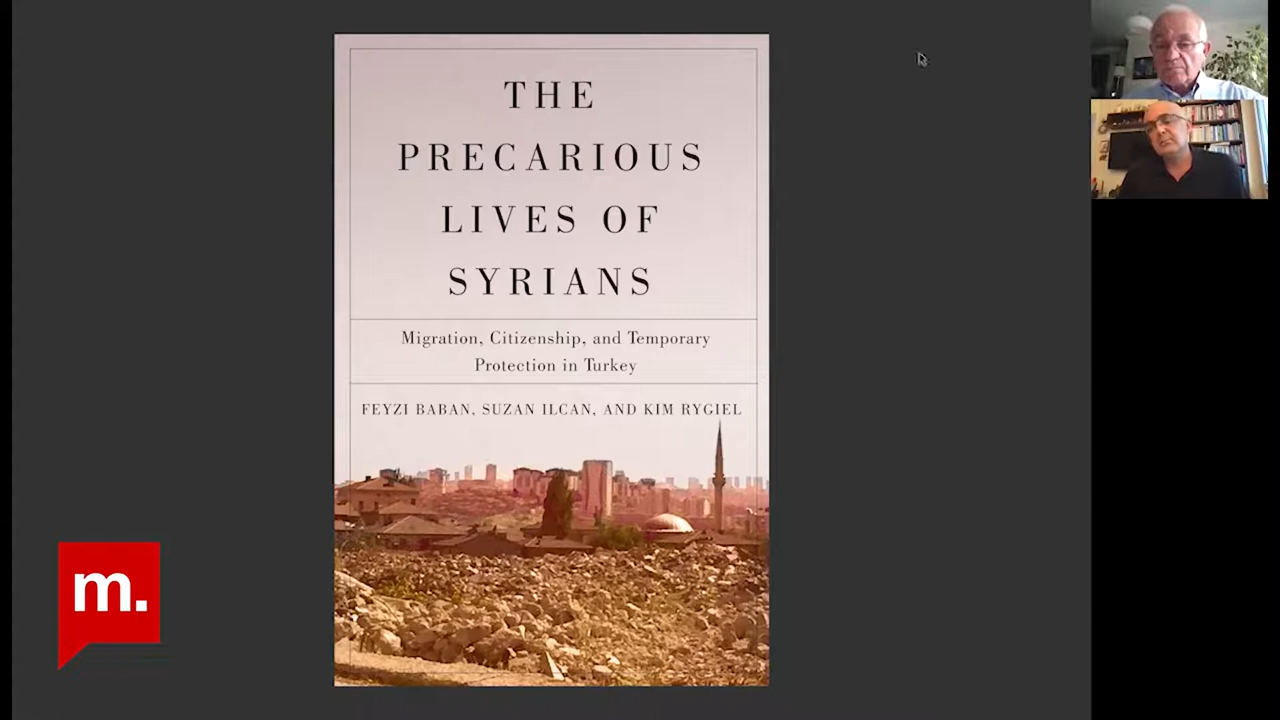 THE
PRECARIOUS
LIVES OF
SYRIANS
Migration, Citizenship, and Temporary
Protection in Turkey
FEYZI BABAN, SUZAN ILCAN, AND KIM RYGIEL
m.